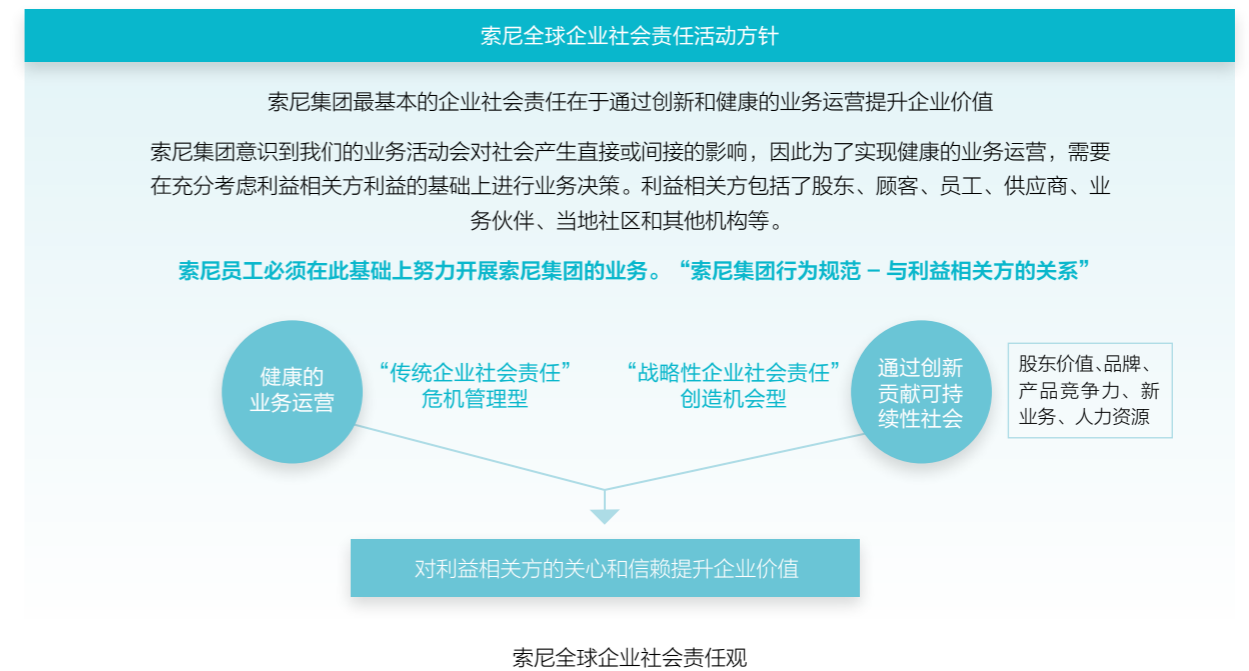 索尼全球企业社会责任活动方针
索尼集团最基本的企业社会责任在于通过创新和健康的业务运营提升企业价值
索尼集团意识到我们的业务活动会对社会产生直接或间接的影响，因此为了实现健康的业务运营，需要
在充分考虑利益相关方利益的基础上进行业务决策。利益相关方包括了股东、顾客、员工、供应商、业
务伙伴、当地社区和其他机构等。
索尼员工必须在此基础上努力开展索尼集团的业务。“索尼集团行为规范 – 与利益相关方的关系”
健康的
业务运营
“传统企业社会责任”
危机管理型
“战略性企业社会责任”
创造机会型
通过创新
贡献可持
续性社会
股东价值、品牌、
产品竞争力、新
业务、人力资源
对利益相关方的关心和信赖提升企业价值
索尼全球企业社会责任观